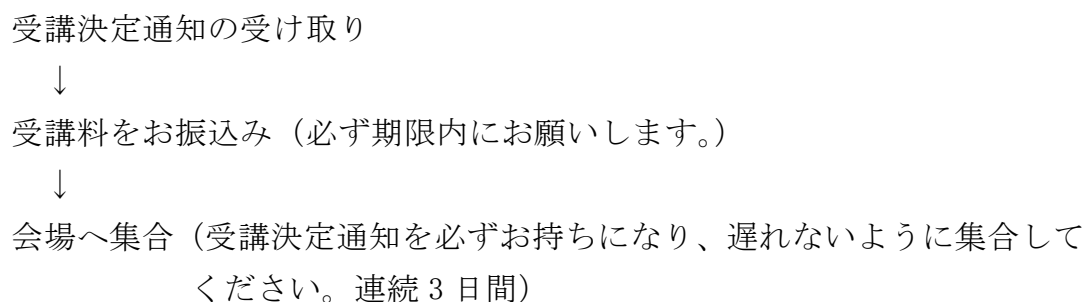 受講決定通知の受け取り
↓
受講料をお振込み（必ず期限内にお願いします。）
↓
会場へ集合（受講決定通知を必ずお持ちになり、遅れないように集合して
ください。連続 3 日間）